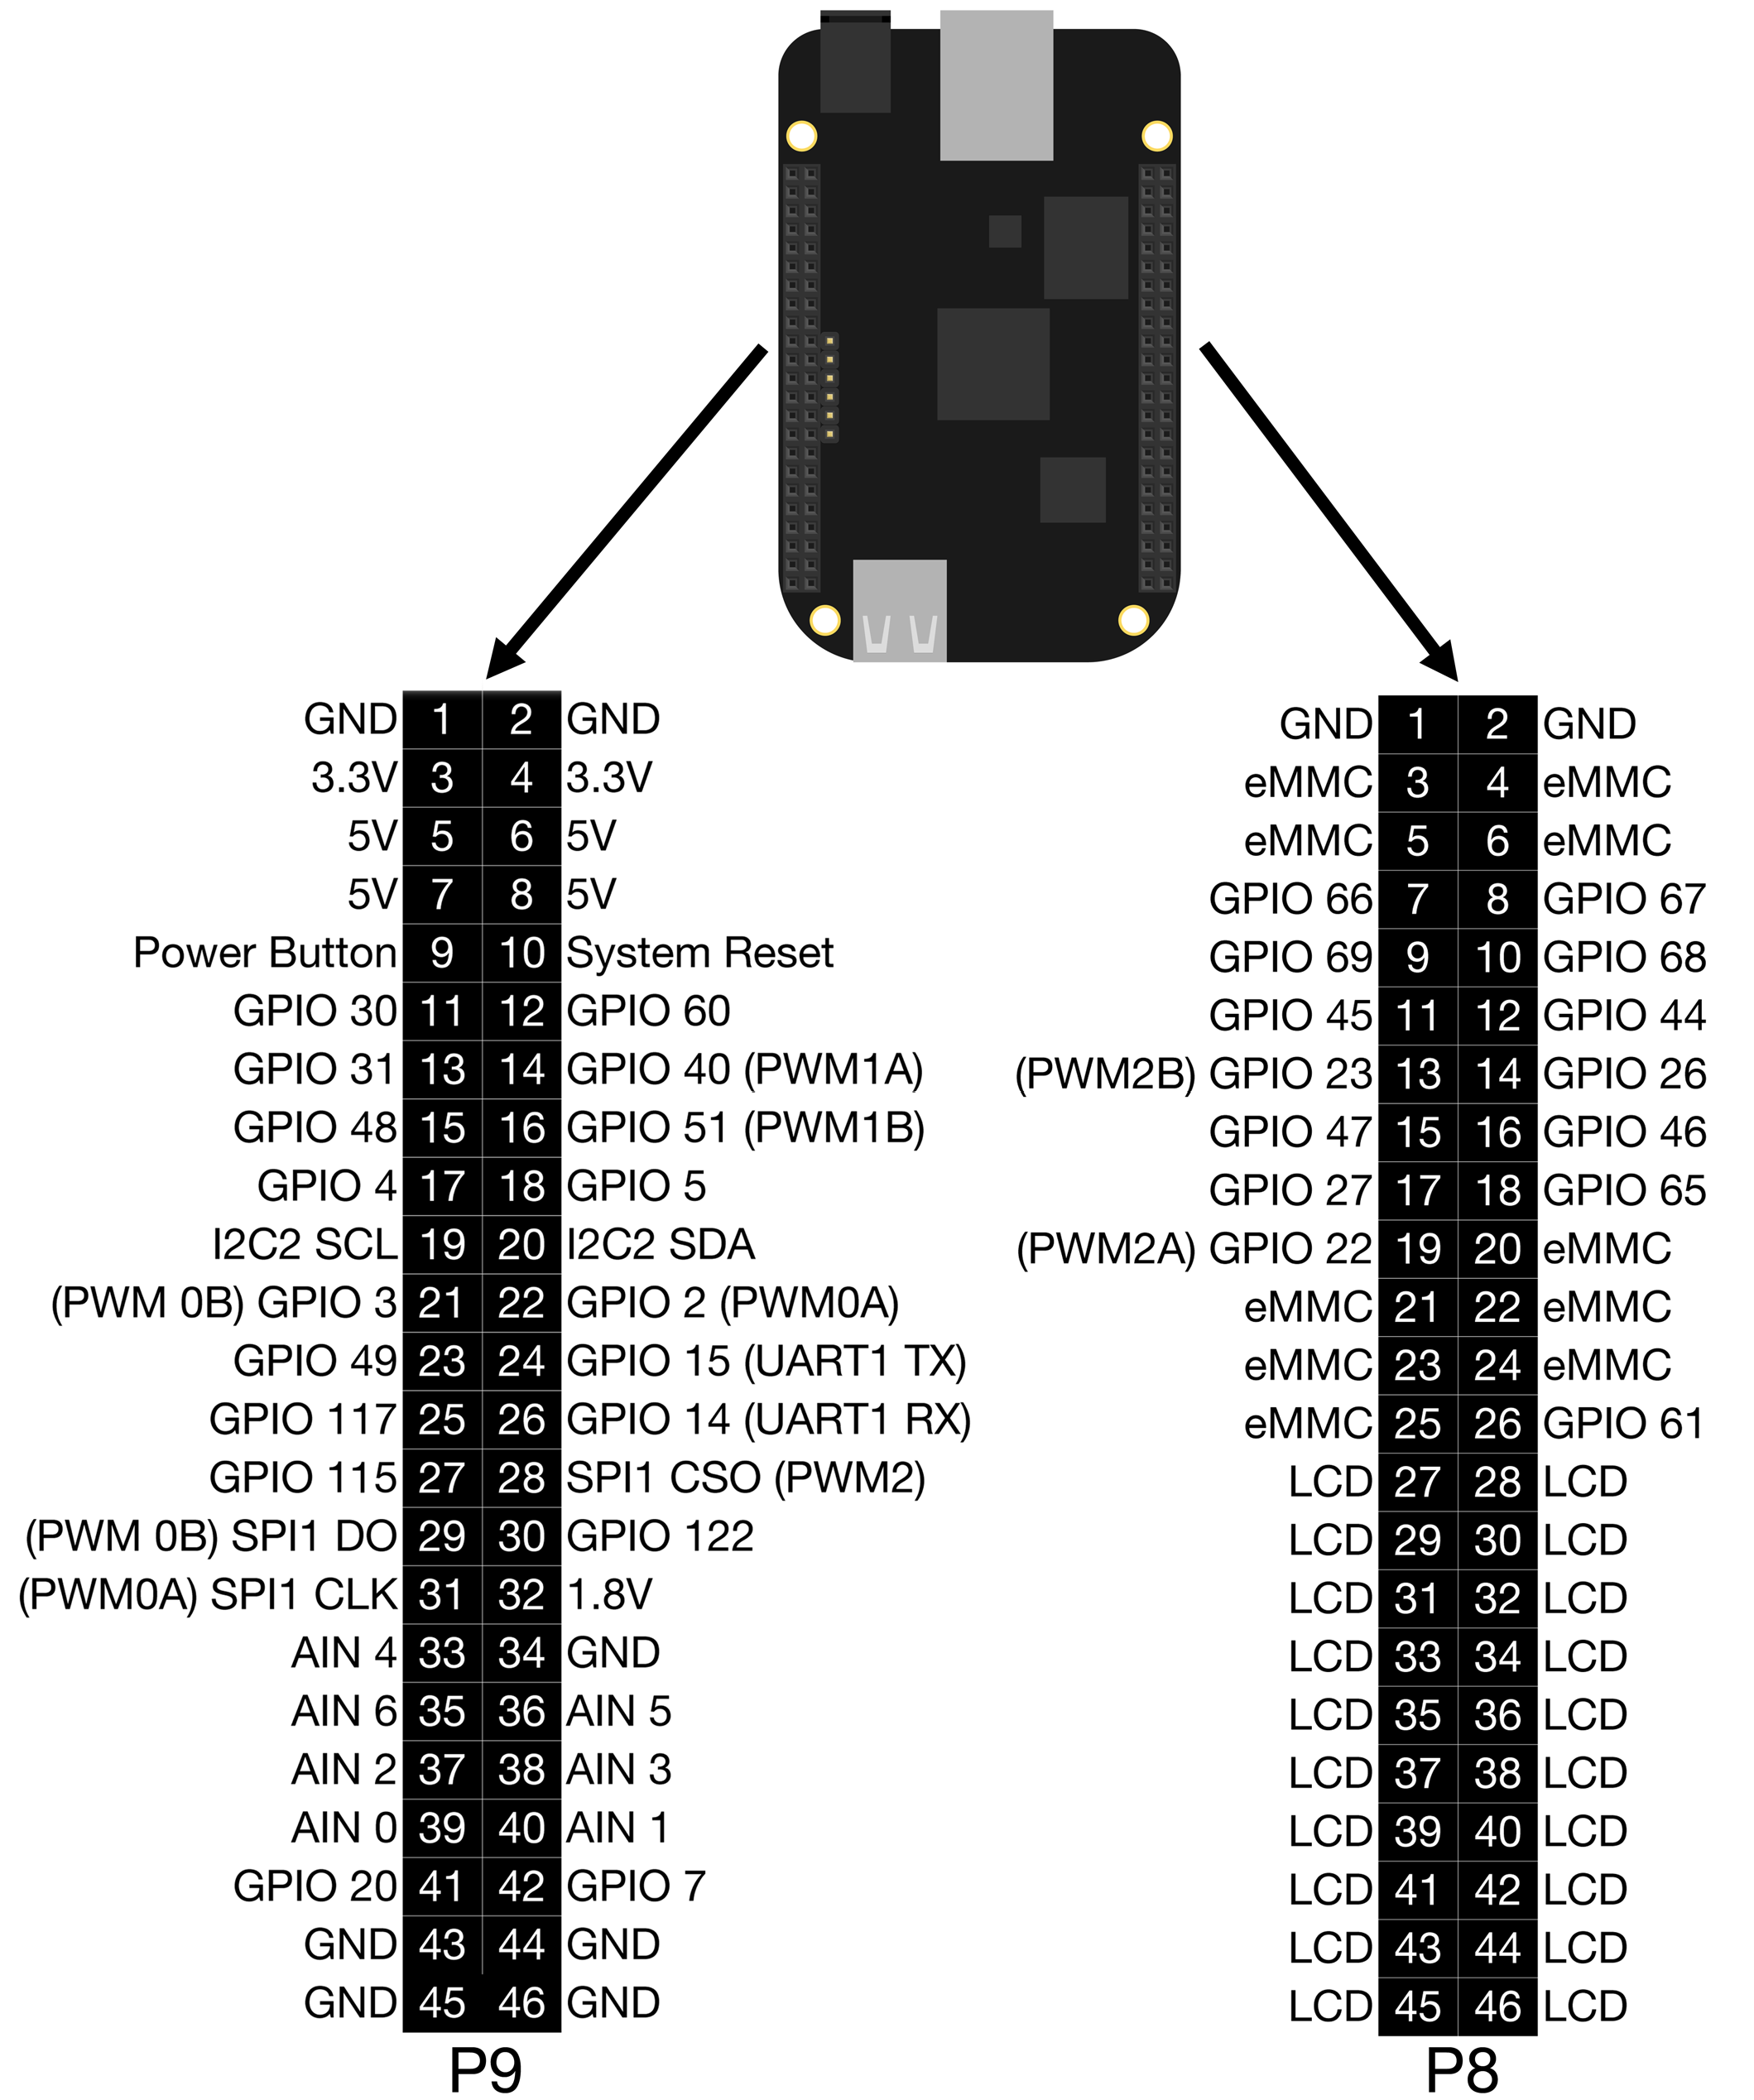 GND 1 2 GND
3.3V 3 4 3.3V
5V 5 6 5V
5V 7 8 5V
Power Button 9 10 System Reset
GPIO 30 11 12 GPIO 60
GPIO 31 13 14 GPIO 40 (PWM1A)
GPIO 48 15 16 GPIO 51 (PWM1B)
GPIO 4 17 18 GPIO 5
I2C2 SCL 19 20 I2C2 SDA
(PWM 0B) GPIO 3 21 22 GPIO 2 (PWM0A)
GPIO 49 23 24 GPIO 15 (UART1 TX)
GPIO 117 25 26 GPIO 14 (UART1 RX)
GPIO 115 27 28 SPI1 CSO (PWM2)
(PWM 0B) SPI1 DO 29 30 GPIO 122
(PWM0A) SPI1 CLK 31 32 1.8V
AIN 4 33 34 GND
AIN 6 35 36 AIN 5
AIN 2 37 38 AIN 3
AIN 0 39 40 AIN 1
GPIO 20 41 42 GPIO 7
GND 43 44 GND
GND 45 46 GND
P9
GND 1 2 GND
eMMC 3 4 eMMC
eMMC 5 6 eMMC
GPIO 66 7 8 GPIO 67
GPIO 69 9 10 GPIO 68
GPIO 45 11 12 GPIO 44
(PWM2B) GPIO 23 13 14 GPIO 26
GPIO 47 15 16 GPIO 46
GPIO 27 17 18 GPIO 65
(PWM2A) GPIO 22 19 20 eMMC
eMMC 21 22 eMMC
eMMC 23 24 eMMC
eMMC 25 26 GPIO 61
LCD 27 28 LCD
LCD 29 30 LCD
LCD 31 32 LCD
LCD 33 34 LCD
LCD 35 36 LCD
LCD 37 38 LCD
LCD 39 40 LCD
LCD 41 42 LCD
LCD 43 44 LCD
LCD 45 46 LCD
P8